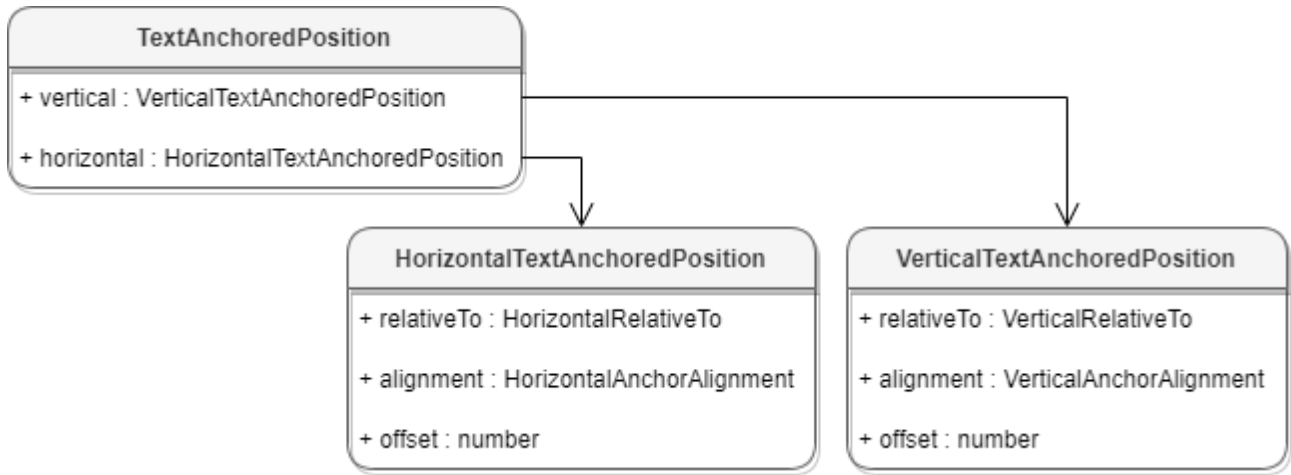 TextAnchoredPosition
+ vertical : VerticalTextAnchoredPosition
+ horizontal : HorizontalTextAnchoredPosition
HorizontalTextAnchoredPosition
+ relativeTo : HorizontalRelativeTo
+ alignment : HorizontalAnchorAlignment
+ offset : number
VerticalTextAnchoredPosition
+ relativeTo : VerticalRelativeTo
+ alignment : VerticalAnchorAlignment
+ offset : number